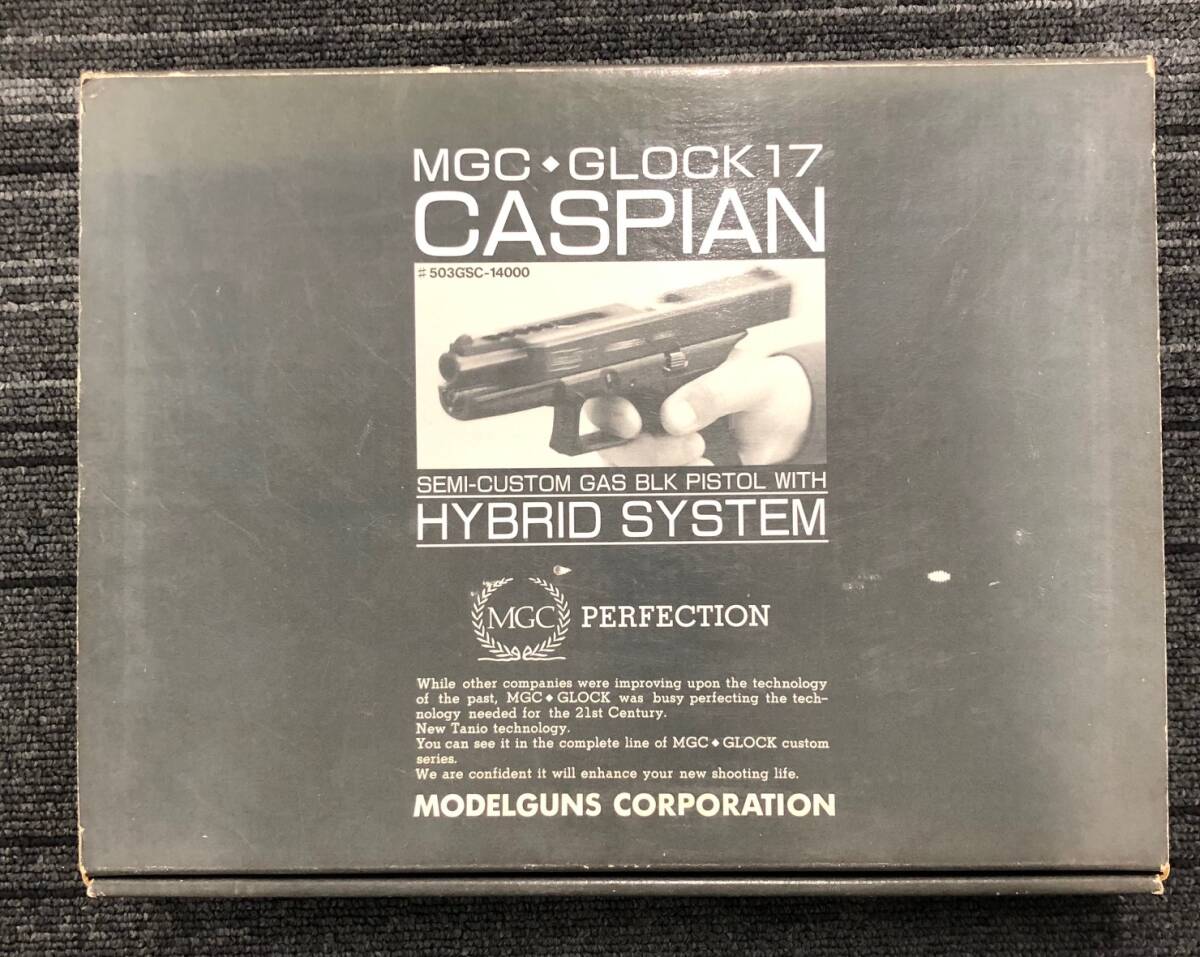 MGC◆GLOCK17
CASPIAN
#503GSC-14000
SEMI-CUSTOM GAS BLK PISTOL WITH
HYBRID SYSTEM
MGC PERFECTION
While other companies were improving upon the technology
of the past, MGC◆GLOCK was busy perfecting the tech-
nology needed for the 21st Century.
New Tanio technology.
You can see it in the complete line of MGC◆GLOCK custom
series.
We are confident it will enhance your new shooting life.
MODELGUNS CORPORATION